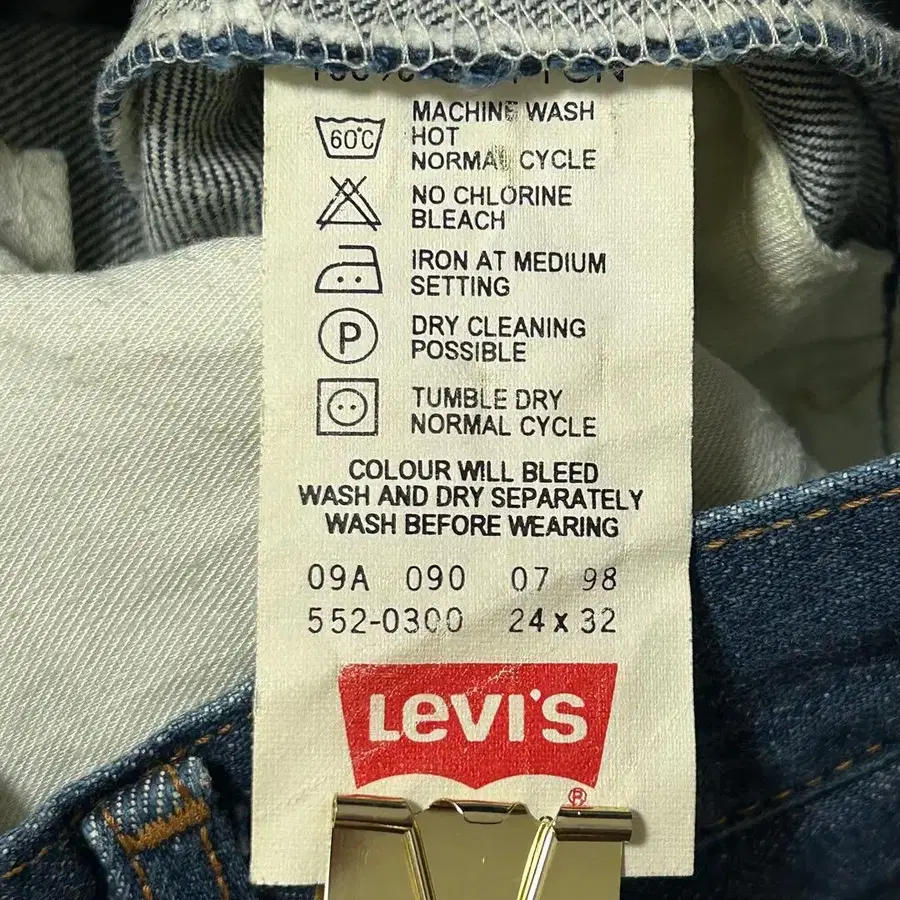 60°C
MACHINE WASH
HOT
NORMAL CYCLE
NO CHLORINE
BLEACH
IRON AT MEDIUM
SETTING
P
DRY CLEANING
POSSIBLE
TUMBLE DRY
NORMAL CYCLE
COLOUR WILL BLEED
WASH AND DRY SEPARATELY
WASH BEFORE WEARING
09A 090 07 98
552-0300 24 x 32
LEVI'S
®